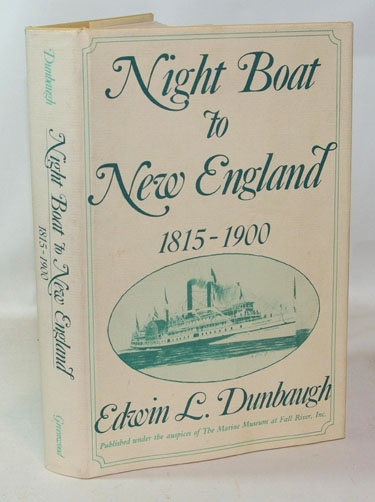 Dunbaugh
Night Boat to New England
1815-1900
Greenwood
Night Boat
to
New England
1815-1900
Edwin L. Dunbaugh
Published under the auspices of The Marine Museum at Fall River, Inc.